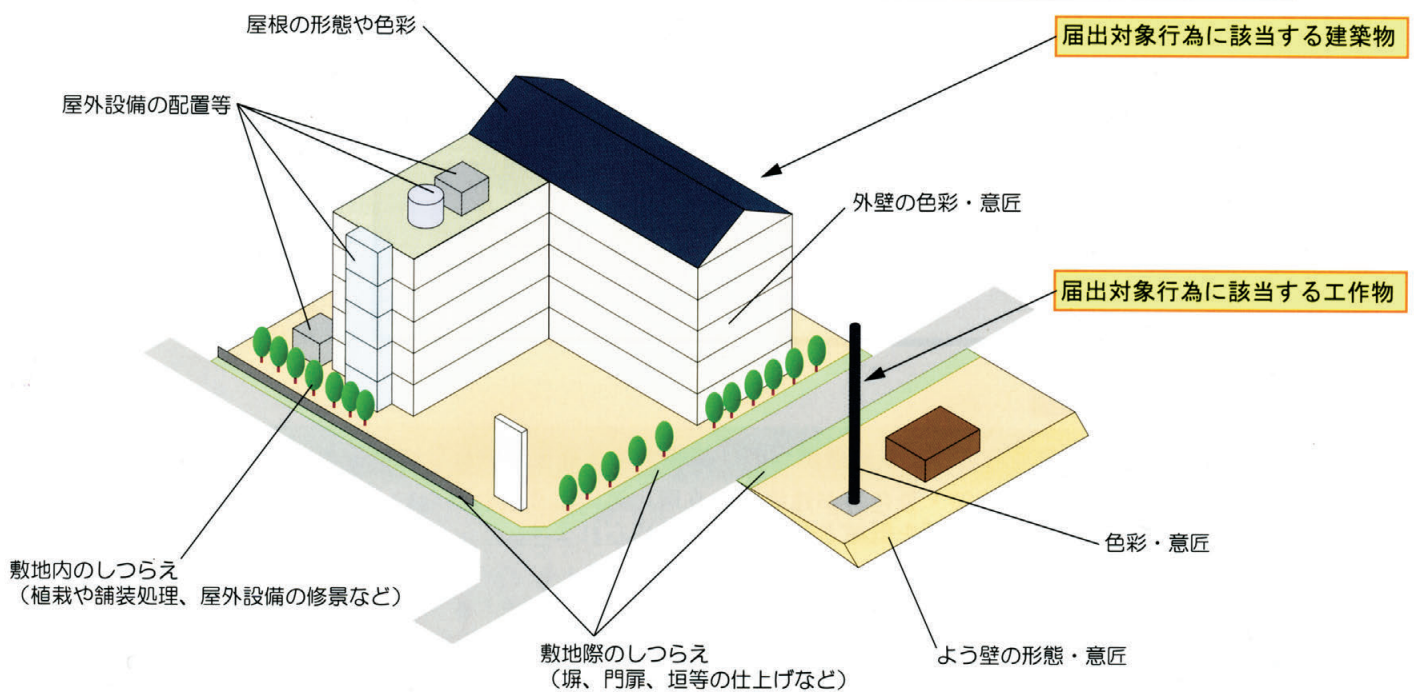 屋根の形態や色彩
届出対象行為に該当する建築物
屋外設備の配置等
外壁の色彩・意匠
届出対象行為に該当する工作物
色彩・意匠
敷地内のしつらえ
（植栽や舗装処理、屋外設備の修景など）
敷地際のしつらえ
（塀、門扉、垣等の仕上げなど）
よう壁の形態・意匠